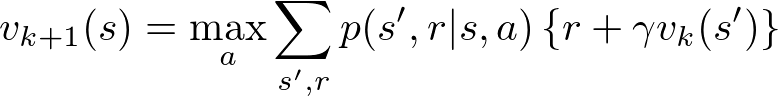 v_{k+1}(s) = \max_a \sum_{s',r} p(s',r|s,a) \{r + \gamma v_k(s')\}